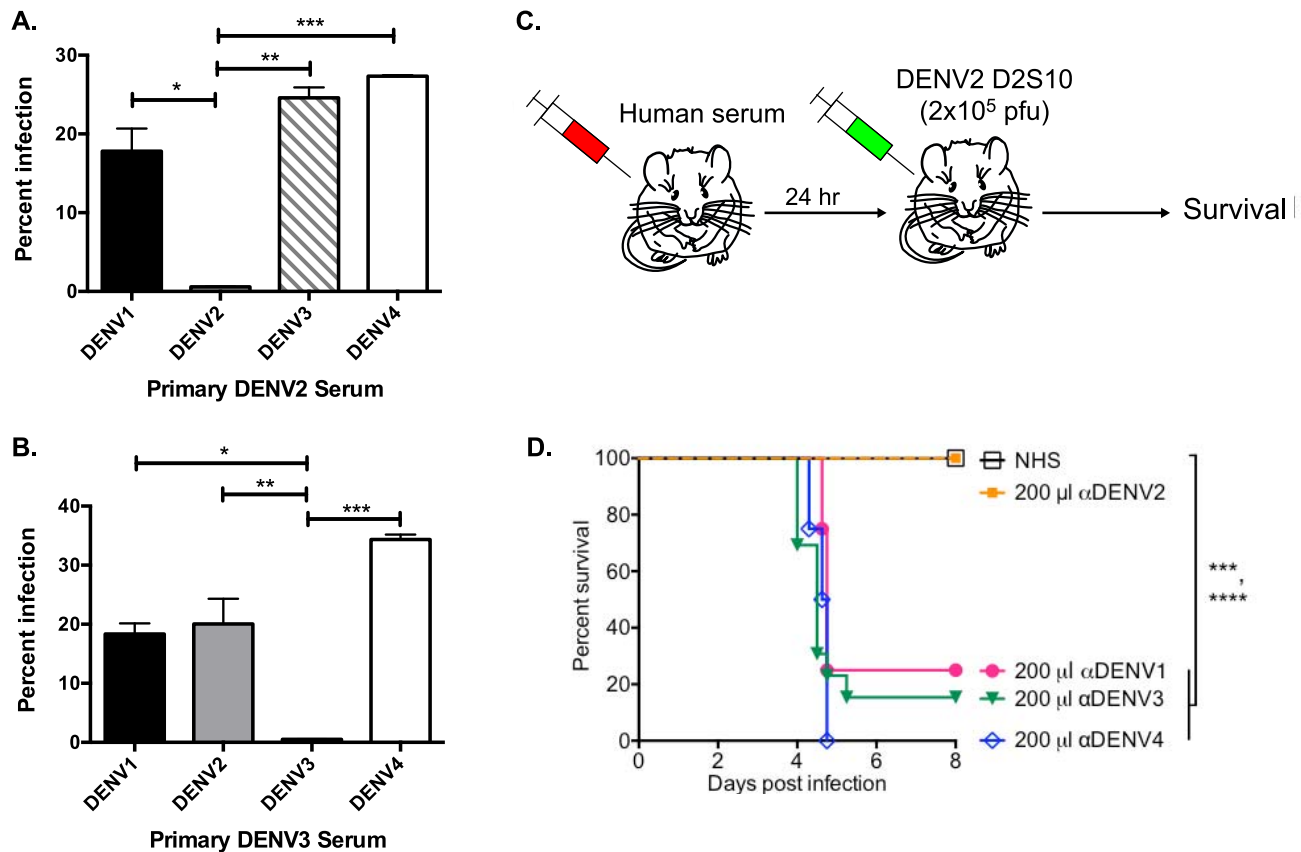 A.
***
**
*
30
20
10
0
Percent infection
DENV1
DENV2
DENV3
DENV4
Primary DENV2 Serum
B.
*
**
***
40
30
20
10
0
Percent infection
DENV1
DENV2
DENV3
DENV4
Primary DENV3 Serum
C.
Human serum
DENV2 D2S10
(2x10⁵ pfu)
24 hr
Survival
D.
100
80
60
40
20
0
Percent survival
0 2 4 6 8
Days post infection
NHS
200 µl αDENV2
200 µl αDENV1
200 µl αDENV3
200 µl αDENV4
***,
****